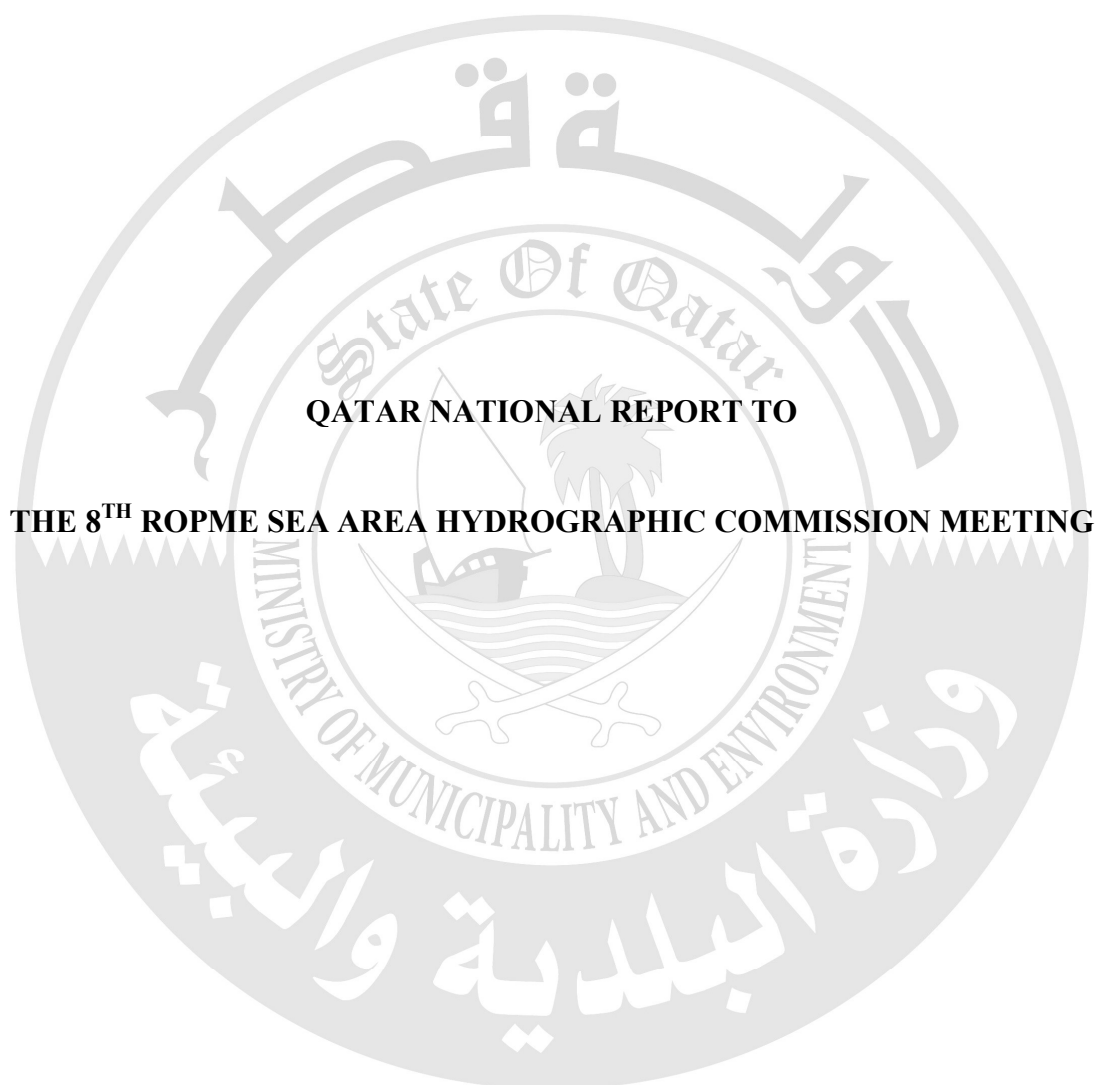 دولة قطر
State Of Qatar
QATAR NATIONAL REPORT TO
THE 8TH ROPME SEA AREA HYDROGRAPHIC COMMISSION MEETING
MINISTRY OF MUNICIPALITY AND ENVIRONMENT
وزارة البلدية والبيئة